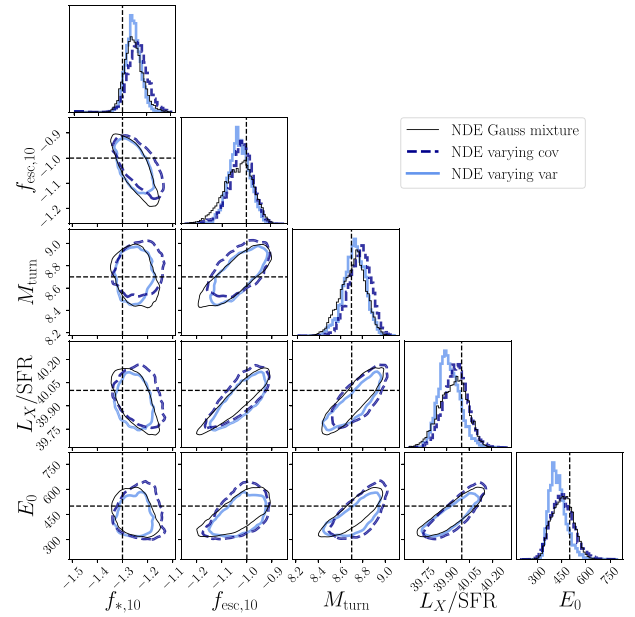 NDE Gauss mixture
NDE varying cov
NDE varying var
f_{esc,10}
−0.9
−1.0
−1.1
−1.2
M_{turn}
9.0
8.8
8.6
8.4
8.2
L_X/SFR
40.20
40.05
39.90
39.75
E_0
750
600
450
300
−1.5 −1.4 −1.3 −1.2 −1.1
−1.2 −1.1 −1.0 −0.9
8.2 8.4 8.6 8.8 9.0
39.75 39.90 40.05 40.20
300 450 600 750
f_{*,10} f_{esc,10} M_{turn} L_X/SFR E_0